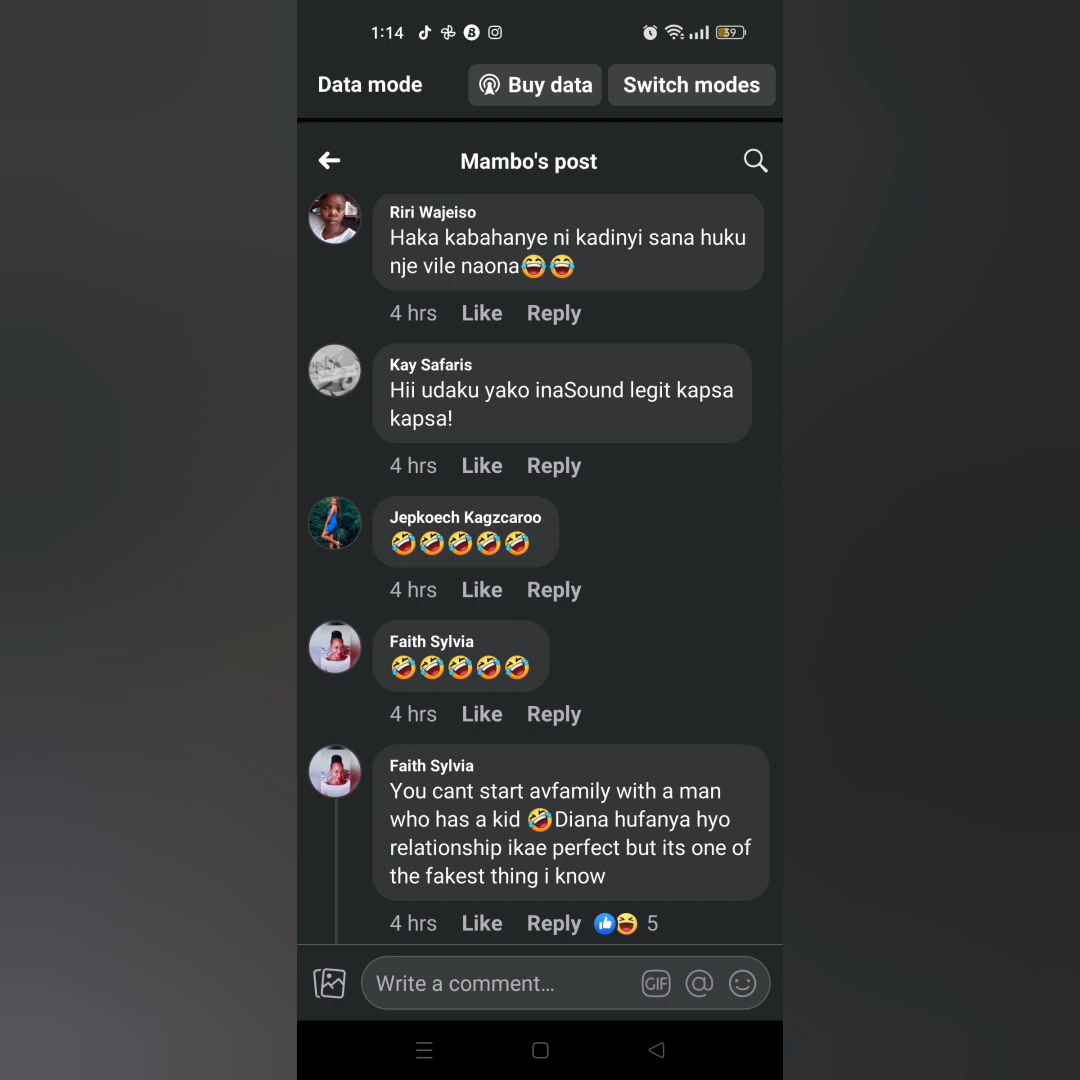 1:14
39
Data mode
Buy data
Switch modes
Mambo's post
Riri Wajeiso
Haka kabahanye ni kadinyi sana huku
nje vile naona😂😂
4 hrs Like Reply
Kay Safaris
Hii udaku yako inaSound legit kapsa
kapsa!
4 hrs Like Reply
Jepkoech Kagzcaroo
🤣🤣🤣🤣🤣
4 hrs Like Reply
Faith Sylvia
🤣🤣🤣🤣🤣
4 hrs Like Reply
Faith Sylvia
You cant start avfamily with a man
who has a kid 🤣Diana hufanya hyo
relationship ikae perfect but its one of
the fakest thing i know
4 hrs Like Reply 5
Write a comment...
GIF @